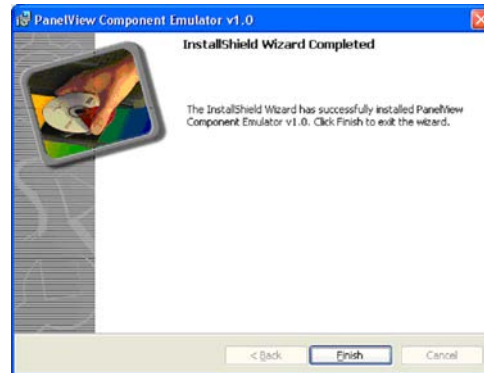 PanelView Component Emulator v1.0
InstallShield Wizard Completed
The InstallShield Wizard has successfully installed PanelView
Component Emulator v1.0. Click Finish to exit the wizard.
< Back
Finish
Cancel